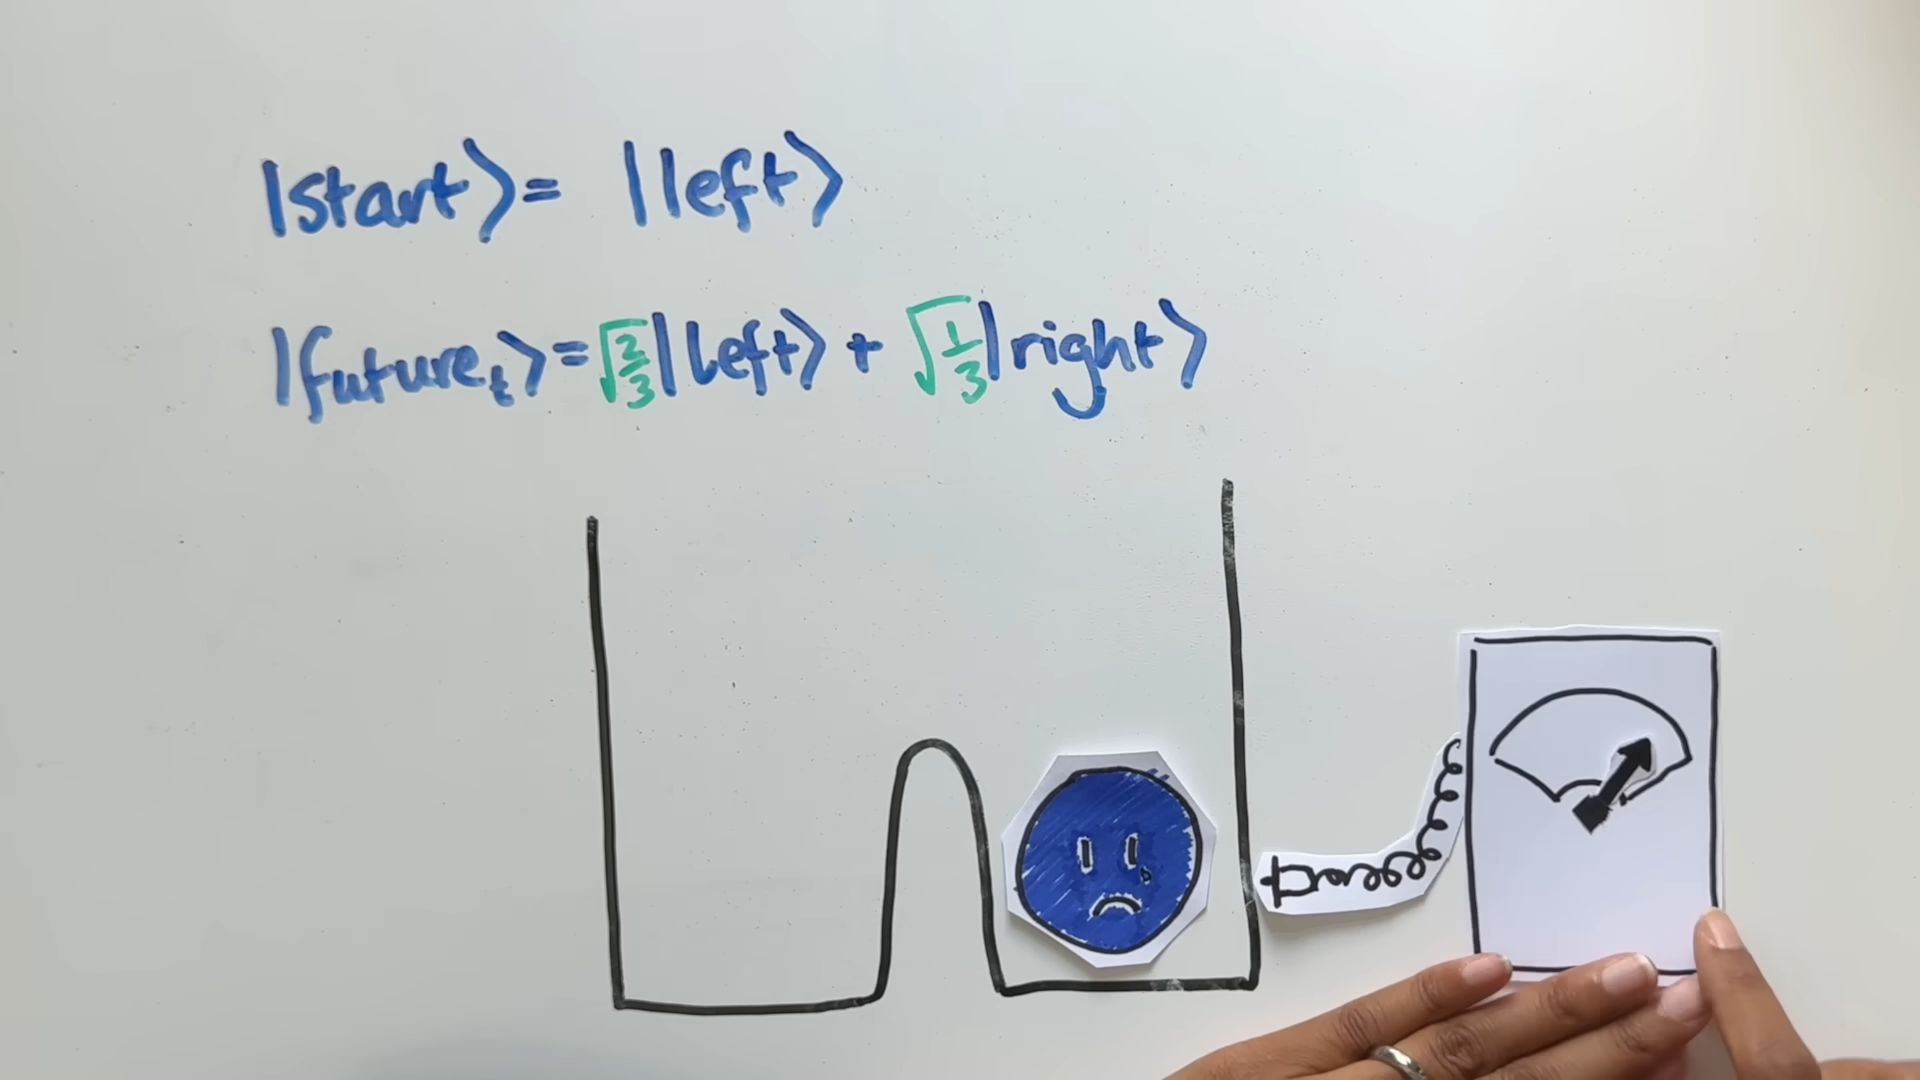 |start⟩ = |left⟩
|future_t⟩ = √(2/3)|left⟩ + √(1/3)|right⟩